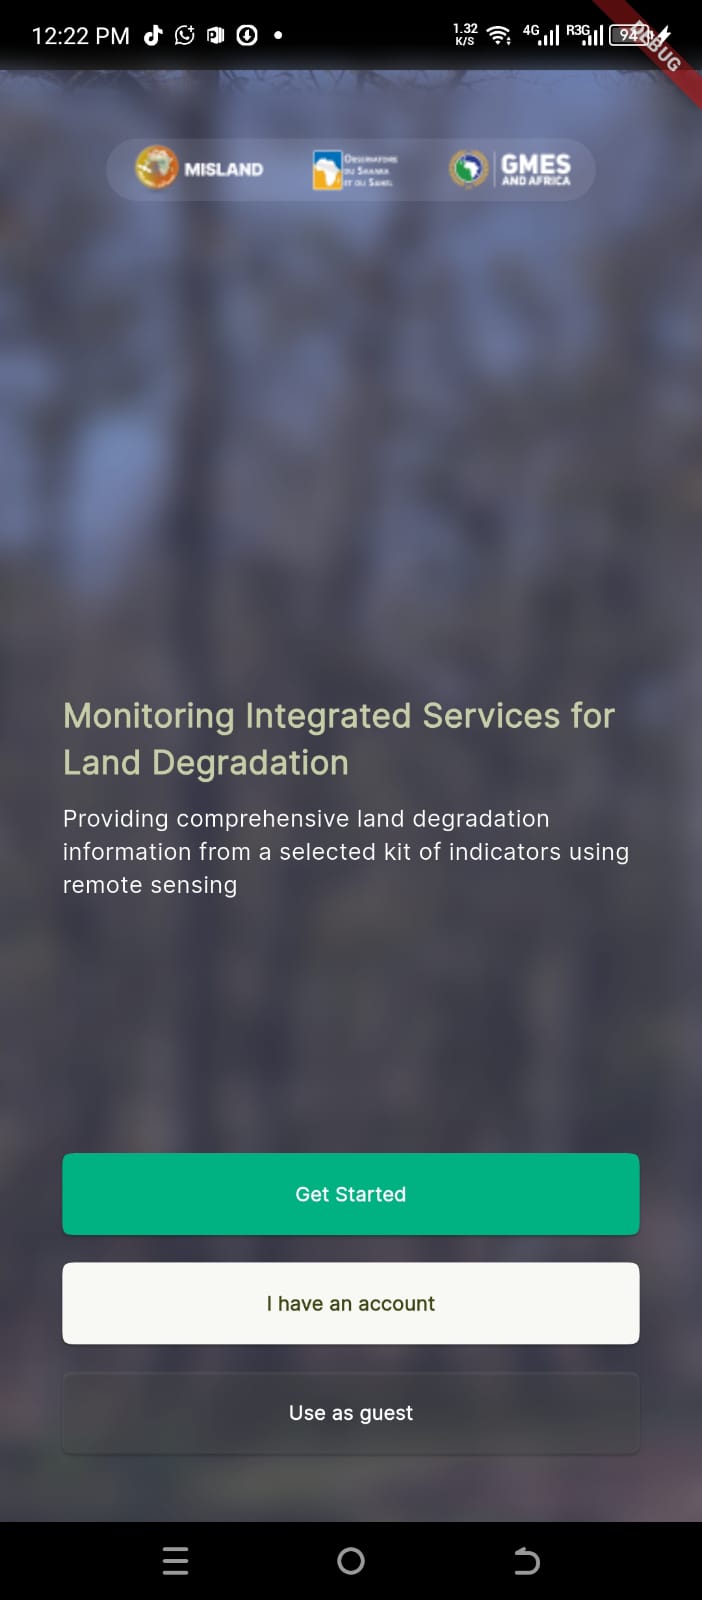 12:22 PM
1.32
K/S
4G
R3G
94
DEBUG
MISLAND
OBSERVATOIRE
DU SAHARA
ET DU SAHEL
GMES
AND AFRICA
Monitoring Integrated Services for
Land Degradation
Providing comprehensive land degradation
information from a selected kit of indicators using
remote sensing
Get Started
I have an account
Use as guest